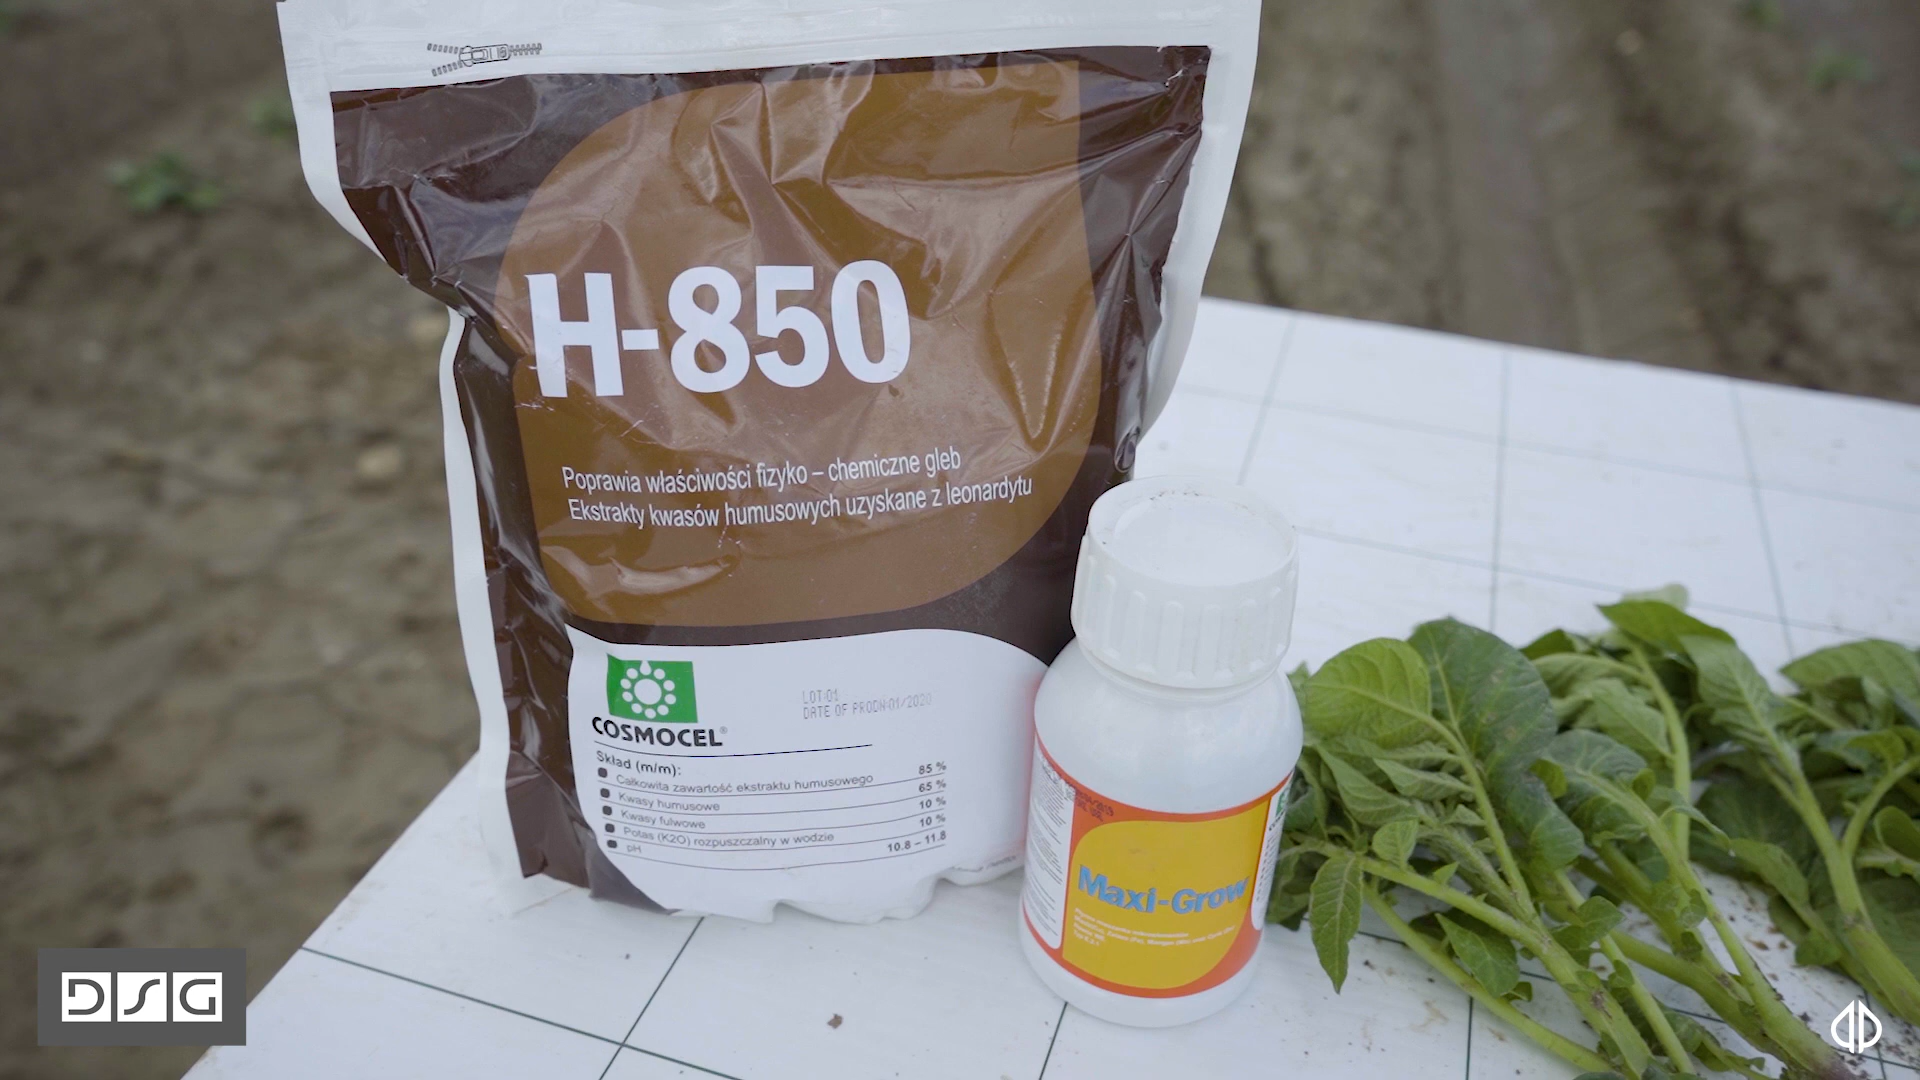 H-850
Poprawia właściwości fizyko – chemiczne gleb
Ekstrakty kwasów humusowych uzyskane z leonardytu
COSMOCEL®
LOT:01
DATE OF PRODN:01/2020
Skład (m/m):
Całkowita zawartość ekstraktu humusowego 85 %
Kwasy humusowe 65 %
Kwasy fulwowe 10 %
Potas (K2O) rozpuszczalny w wodzie 10 %
pH 10.8 – 11.8
Maxi-Grow
DSG